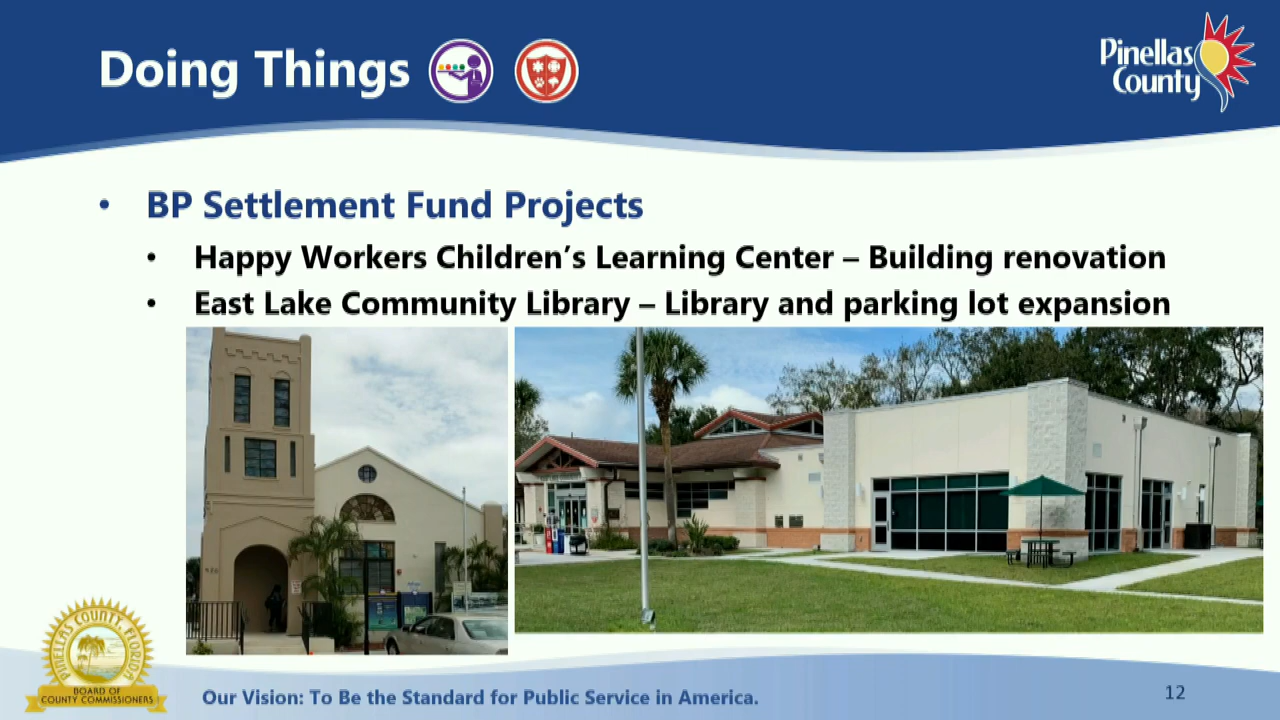 Doing Things
Pinellas
County
• BP Settlement Fund Projects
• Happy Workers Children's Learning Center – Building renovation
• East Lake Community Library – Library and parking lot expansion
PINELLAS COUNTY, FLORIDA
BOARD OF
COUNTY COMMISSIONERS
Our Vision: To Be the Standard for Public Service in America.
12